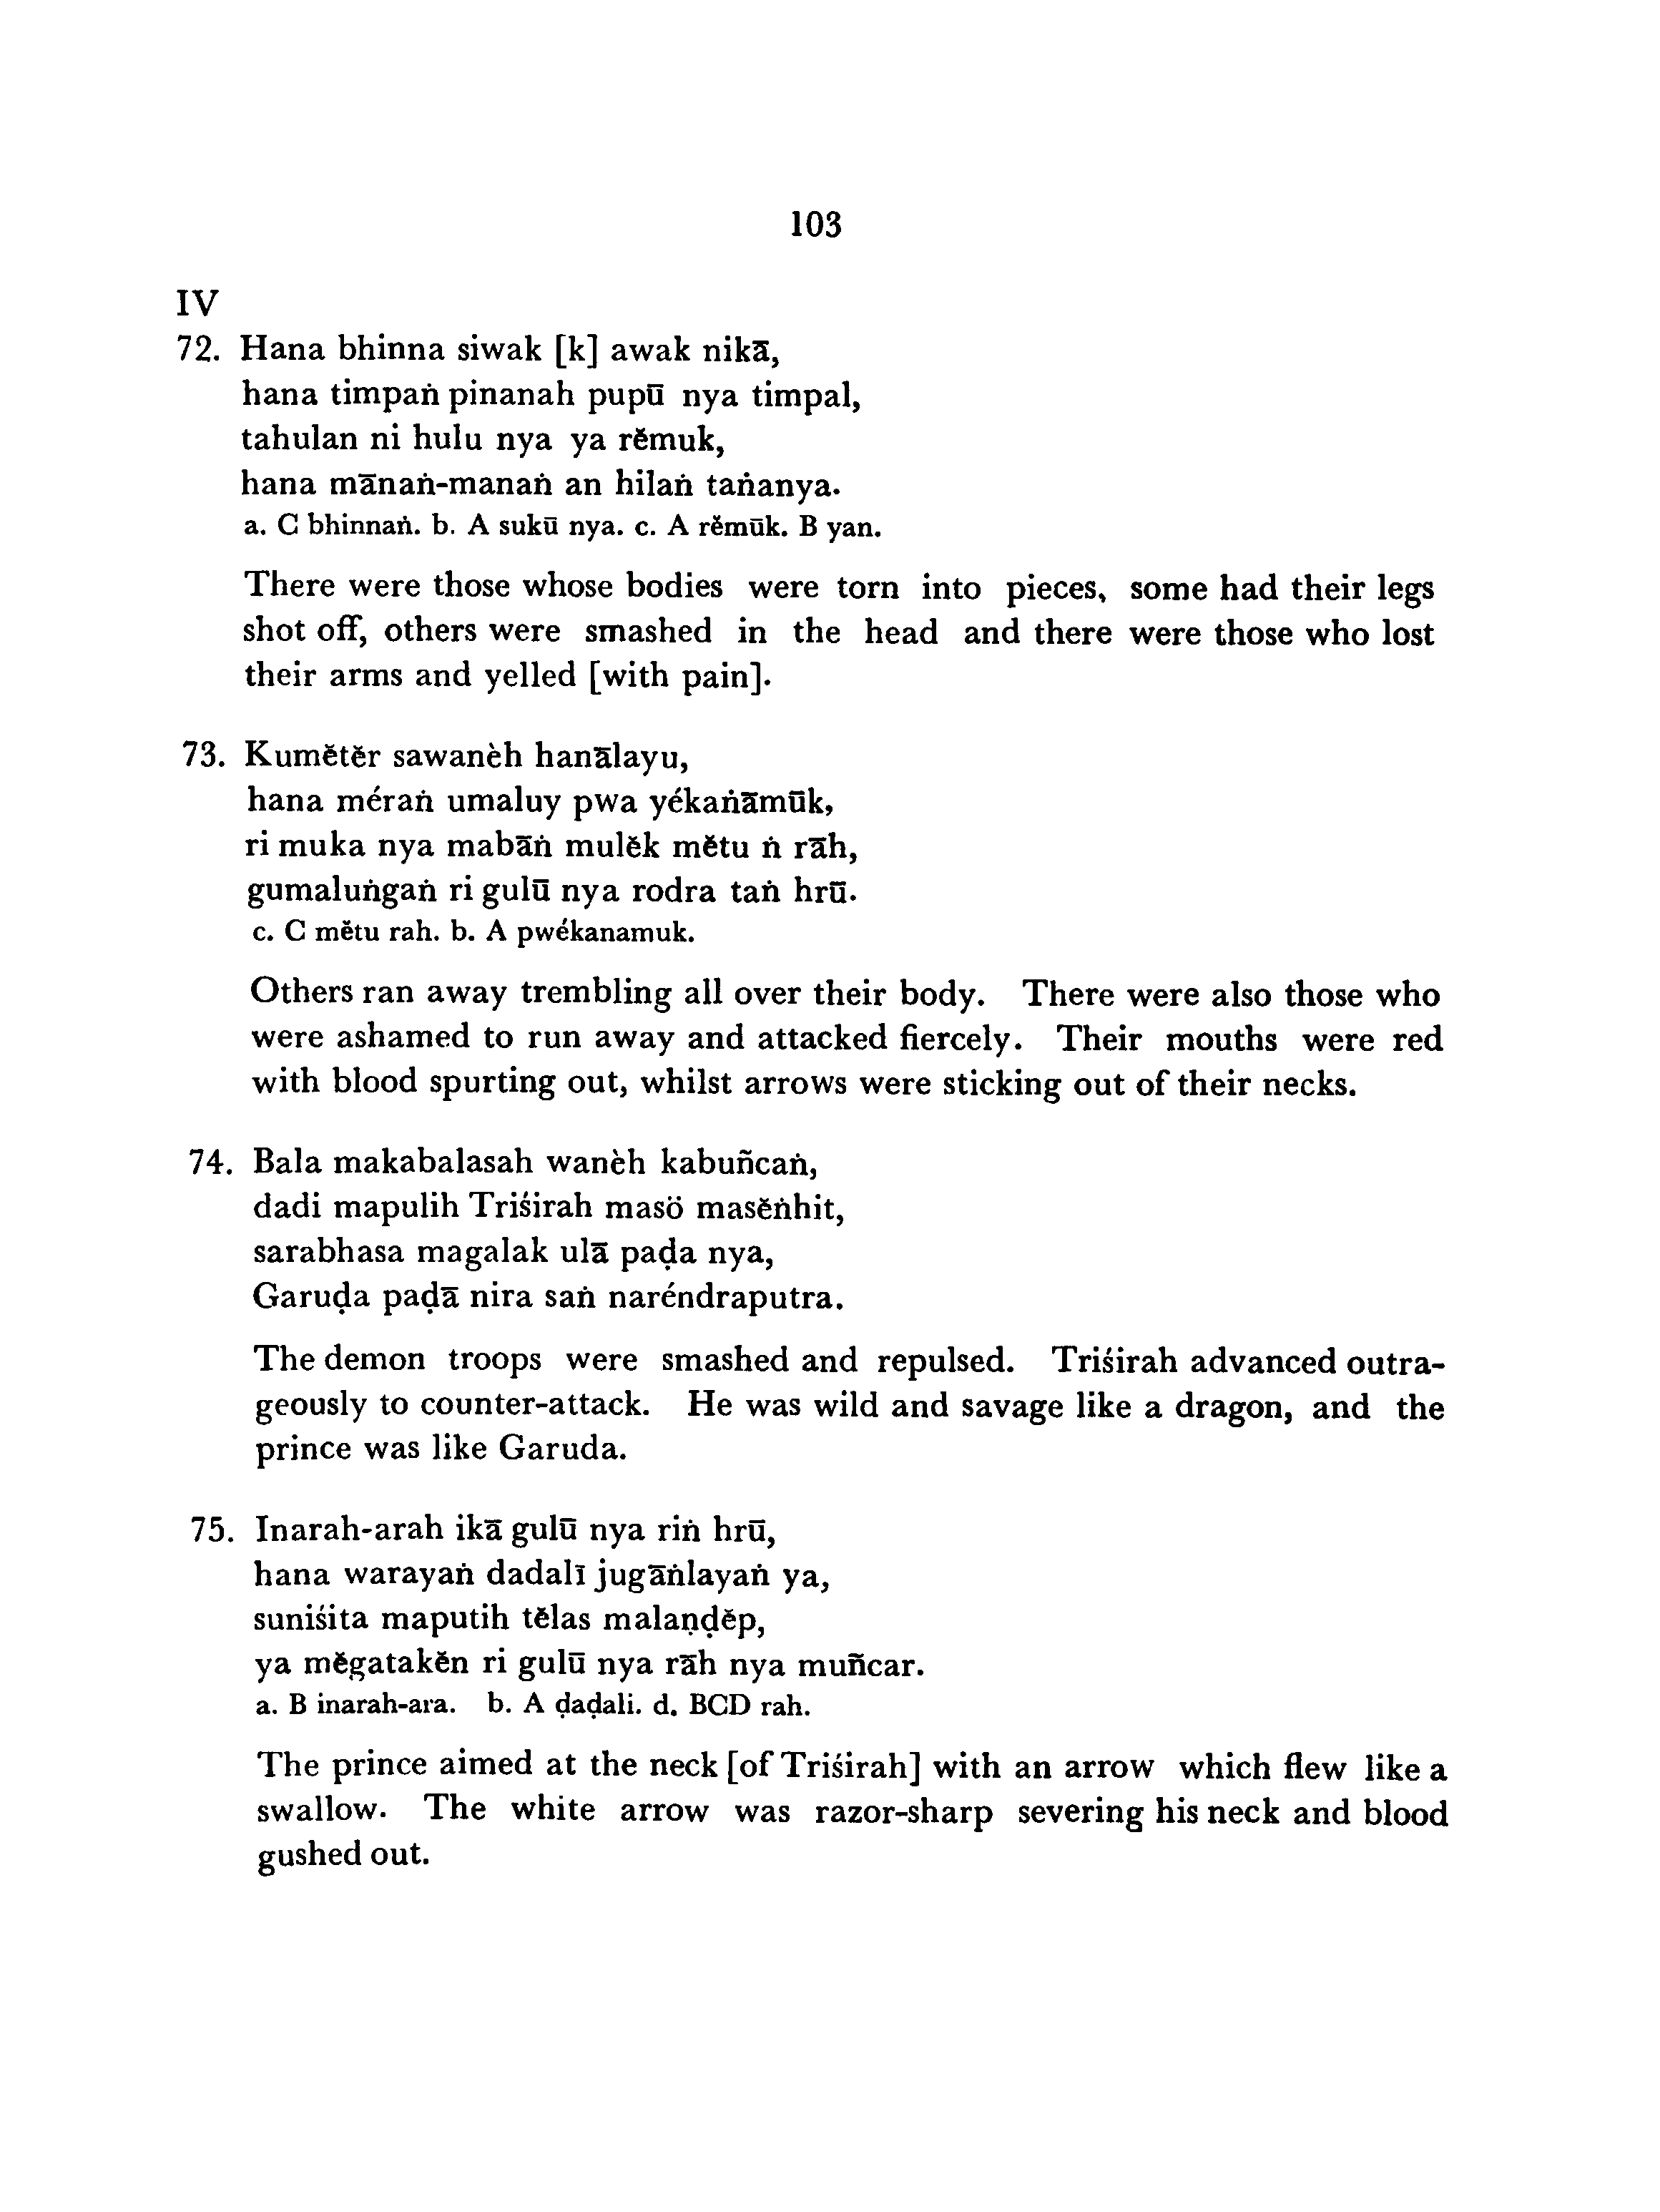 103
IV
72. Hana bhinna siwak [k] awak nikā,
hana timpaṅ pinanah pupū nya timpal,
tahulan ni hulu nya ya rĕmuk,
hana mānaṅ-manaṅ an hilaṅ taṅanya.
a. C bhinnaṅ. b. A sukū nya. c. A rĕmūk. B yan.
There were those whose bodies were torn into pieces, some had their legs
shot off, others were smashed in the head and there were those who lost
their arms and yelled [with pain].
73. Kumĕtĕr sawanèh hanālayu,
hana méraṅ umaluy pwa yékaṅāmūk,
ri muka nya mabāṅ mulĕk mĕtu ṅ rāh,
gumaluṅgaṅ ri gulū nya rodra taṅ hrū.
c. C mĕtu rah. b. A pwékanamuk.
Others ran away trembling all over their body. There were also those who
were ashamed to run away and attacked fiercely. Their mouths were red
with blood spurting out, whilst arrows were sticking out of their necks.
74. Bala makabalasah wanèh kabuñcaṅ,
dadi mapulih Triśirah masö masĕṅhit,
sarabhasa magalak ulā paḍa nya,
Garuḍa paḍā nira saṅ naréndraputra.
The demon troops were smashed and repulsed. Triśirah advanced outra-
geously to counter-attack. He was wild and savage like a dragon, and the
prince was like Garuda.
75. Inarah-arah ikā gulū nya riṅ hrū,
hana warayaṅ dadalī jugāṅlayaṅ ya,
suniśita maputih tĕlas malaṇḍĕp,
ya mĕgatakĕn ri gulū nya rāh nya muñcar.
a. B inarah-ara. b. A ḍaḍali. d. BCD rah.
The prince aimed at the neck [of Triśirah] with an arrow which flew like a
swallow. The white arrow was razor-sharp severing his neck and blood
gushed out.